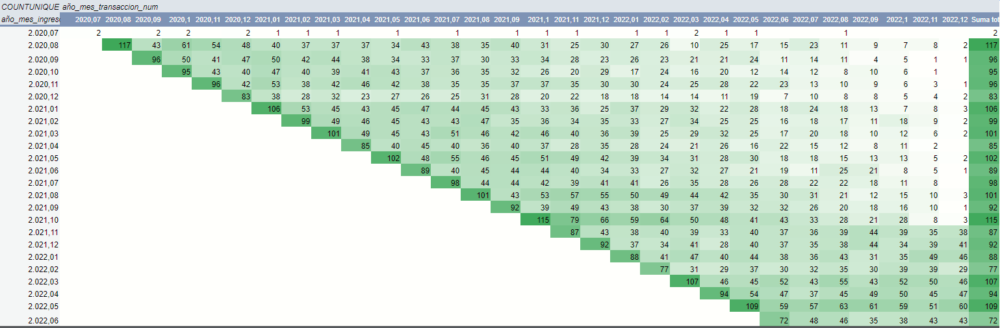 COUNTUNIQUE año_mes_transaccion_num
año_mes_ingreso 2020,07 2020,08 2020,09 2020,1 2020,11 2020,12 2021,01 2021,02 2021,03 2021,04 2021,05 2021,06 2021,07 2021,08 2021,09 2021,1 2021,11 2021,12 2022,01 2022,02 2022,03 2022,04 2022,05 2022,06 2022,07 2022,08 2022,09 2022,1 2022,11 2022,12 Suma tot
2.020,07 2 2 2 2 1 1 1 1 1 1 1 1 1 1 2 1 1 1 2
2.020,08 117 43 61 54 48 40 37 37 37 34 43 38 35 40 31 25 30 27 26 10 25 17 15 23 11 9 7 8 2 117
2.020,09 96 50 41 47 50 42 44 38 34 33 37 30 33 34 28 23 26 23 21 21 24 11 14 11 4 5 1 1 96
2.020,10 95 43 40 47 40 39 41 43 37 36 35 32 26 20 29 17 24 16 20 12 14 12 8 10 6 1 95
2.020,11 96 42 53 38 42 46 42 38 35 35 37 37 35 30 30 24 25 28 22 23 13 10 9 6 3 1 96
2.020,12 83 38 28 32 23 27 26 25 31 28 20 22 18 18 14 14 11 19 7 10 8 8 5 4 2 83
2.021,01 106 53 45 43 45 47 44 45 43 33 36 25 37 29 32 22 28 18 24 18 13 7 8 3 106
2.021,02 99 49 46 45 43 43 47 35 36 34 35 33 27 34 25 25 16 18 17 11 18 9 2 99
2.021,03 101 49 45 43 51 46 42 46 40 36 39 25 29 32 25 17 20 18 10 12 6 2 101
2.021,04 85 40 45 40 36 40 37 28 35 28 24 21 26 16 22 15 12 8 11 2 85
2.021,05 102 48 55 46 45 51 49 42 39 34 31 28 30 18 18 15 13 13 5 2 102
2.021,06 89 40 45 44 44 40 34 33 27 32 27 21 19 11 25 21 8 5 1 89
2.021,07 98 44 44 42 39 41 41 26 35 28 26 28 22 22 18 11 8 98
2.021,08 101 43 53 57 55 50 49 44 42 35 30 31 21 12 15 10 3 101
2.021,09 92 39 49 43 38 30 37 39 32 32 26 20 18 16 10 1 92
2.021,10 115 79 66 59 64 50 48 41 43 33 28 21 28 8 3 115
2.021,11 87 43 38 40 39 33 40 37 36 39 44 39 35 38 87
2.021,12 92 37 34 41 28 40 37 35 38 44 34 39 41 92
2.022,01 88 41 47 40 44 38 36 43 31 35 49 46 88
2.022,02 77 31 29 37 30 32 35 30 39 39 29 77
2.022,03 107 46 45 52 43 55 43 52 50 46 107
2.022,04 94 54 47 37 45 49 50 45 47 94
2.022,05 109 59 57 63 61 59 51 60 109
2.022,06 72 48 46 35 38 43 43 72